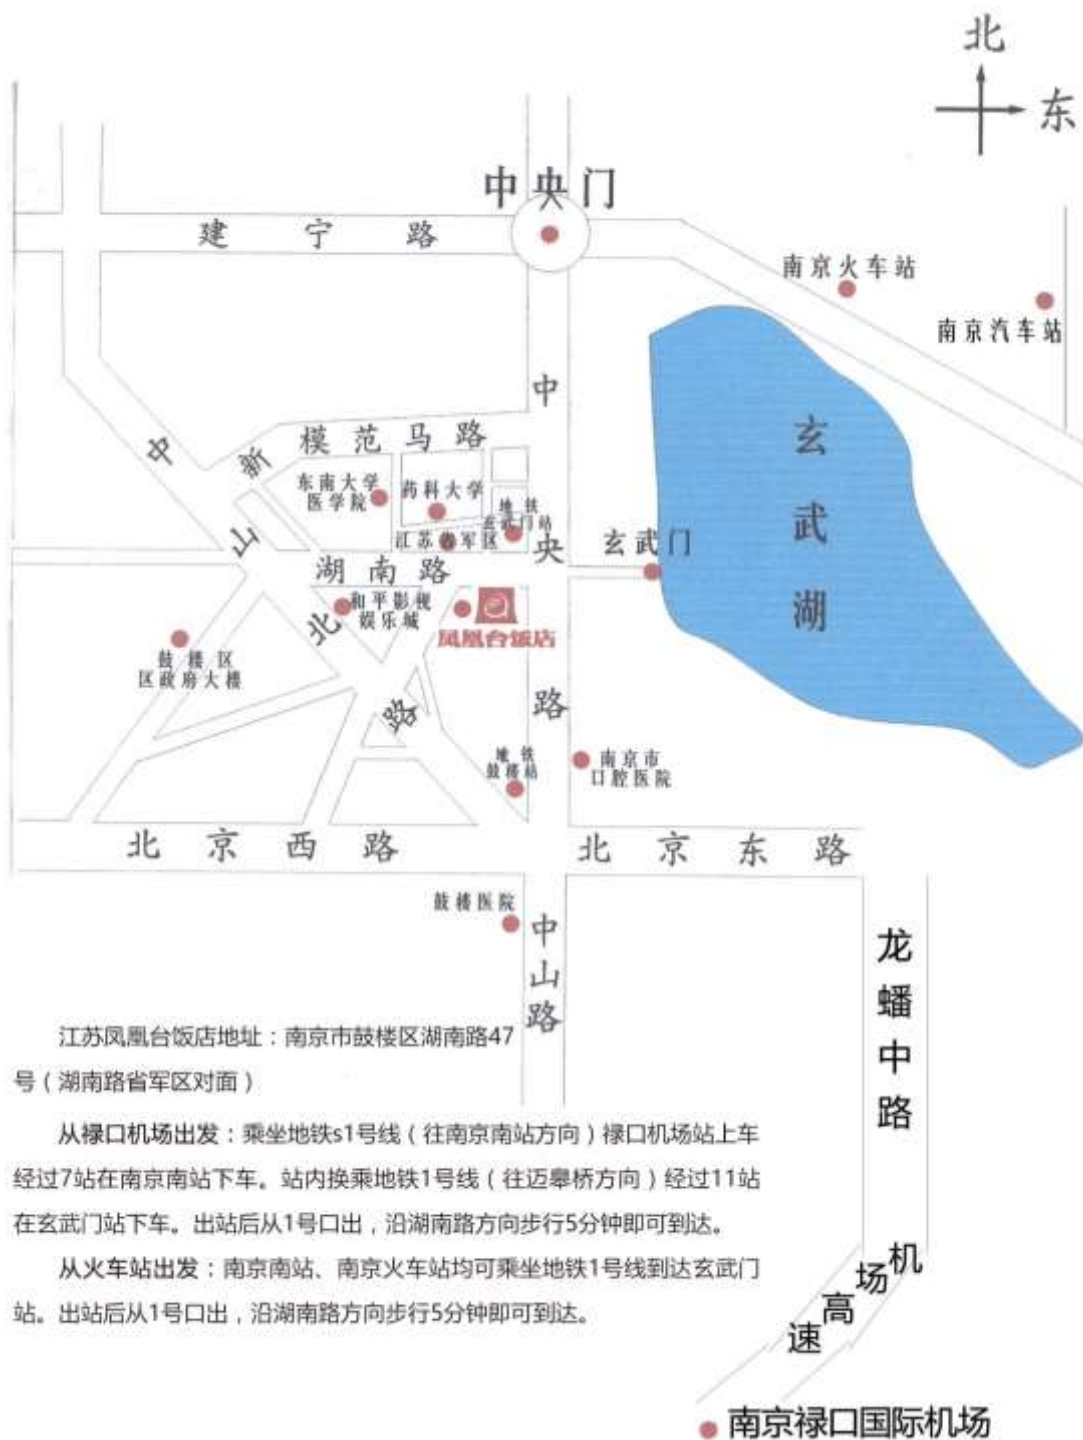 北
东
中央门
建宁路
南京火车站
南京汽车站
中央路
新模范马路
玄武湖
东南大学
医学院
药科大学
地铁
玄武门站
江苏省军区
玄武门
湖南路
中山北路
和平影视
娱乐城
凤凰台饭店
鼓楼区
区政府大楼
地铁
鼓楼站
南京市
口腔医院
北京西路
北京东路
鼓楼医院
中山路
龙蟠中路
江苏凤凰台饭店地址：南京市鼓楼区湖南路47
号（湖南路省军区对面）
从禄口机场出发：乘坐地铁s1号线（往南京南站方向）禄口机场站上车
经过7站在南京南站下车。站内换乘地铁1号线（往迈皋桥方向）经过11站
在玄武门站下车。出站后从1号口出，沿湖南路方向步行5分钟即可到达。
从火车站出发：南京南站、南京火车站均可乘坐地铁1号线到达玄武门
站。出站后从1号口出，沿湖南路方向步行5分钟即可到达。
机场高速
南京禄口国际机场